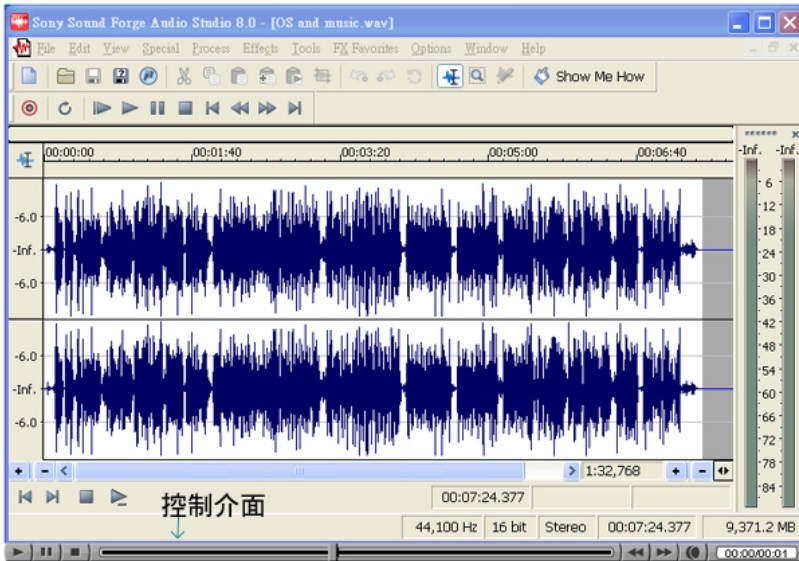 Sony Sound Forge Audio Studio 8.0 - [OS and music.wav]
File Edit View Special Process Effects Tools FX Favorites Options Window Help
Show Me How
00:00:00 00:01:40 00:03:20 00:05:00 00:06:40
-Inf. -Inf.
6
12
18
24
30
36
42
48
54
60
66
72
78
84
-6.0
-Inf.
-6.0
-6.0
-Inf.
-6.0
1:32,768
00:07:24.377
控制介面
44,100 Hz 16 bit Stereo 00:07:24.377 9,371.2 MB
00:00/00:01